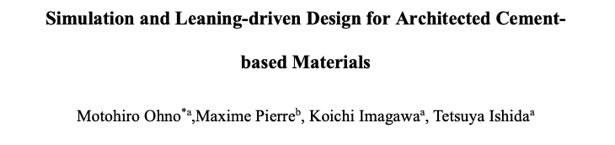 Simulation and Leaning-driven Design for Architected Cement-
based Materials
Motohiro Ohno*ᵃ,Maxime Pierreᵇ, Koichi Imagawaᵃ, Tetsuya Ishidaᵃ